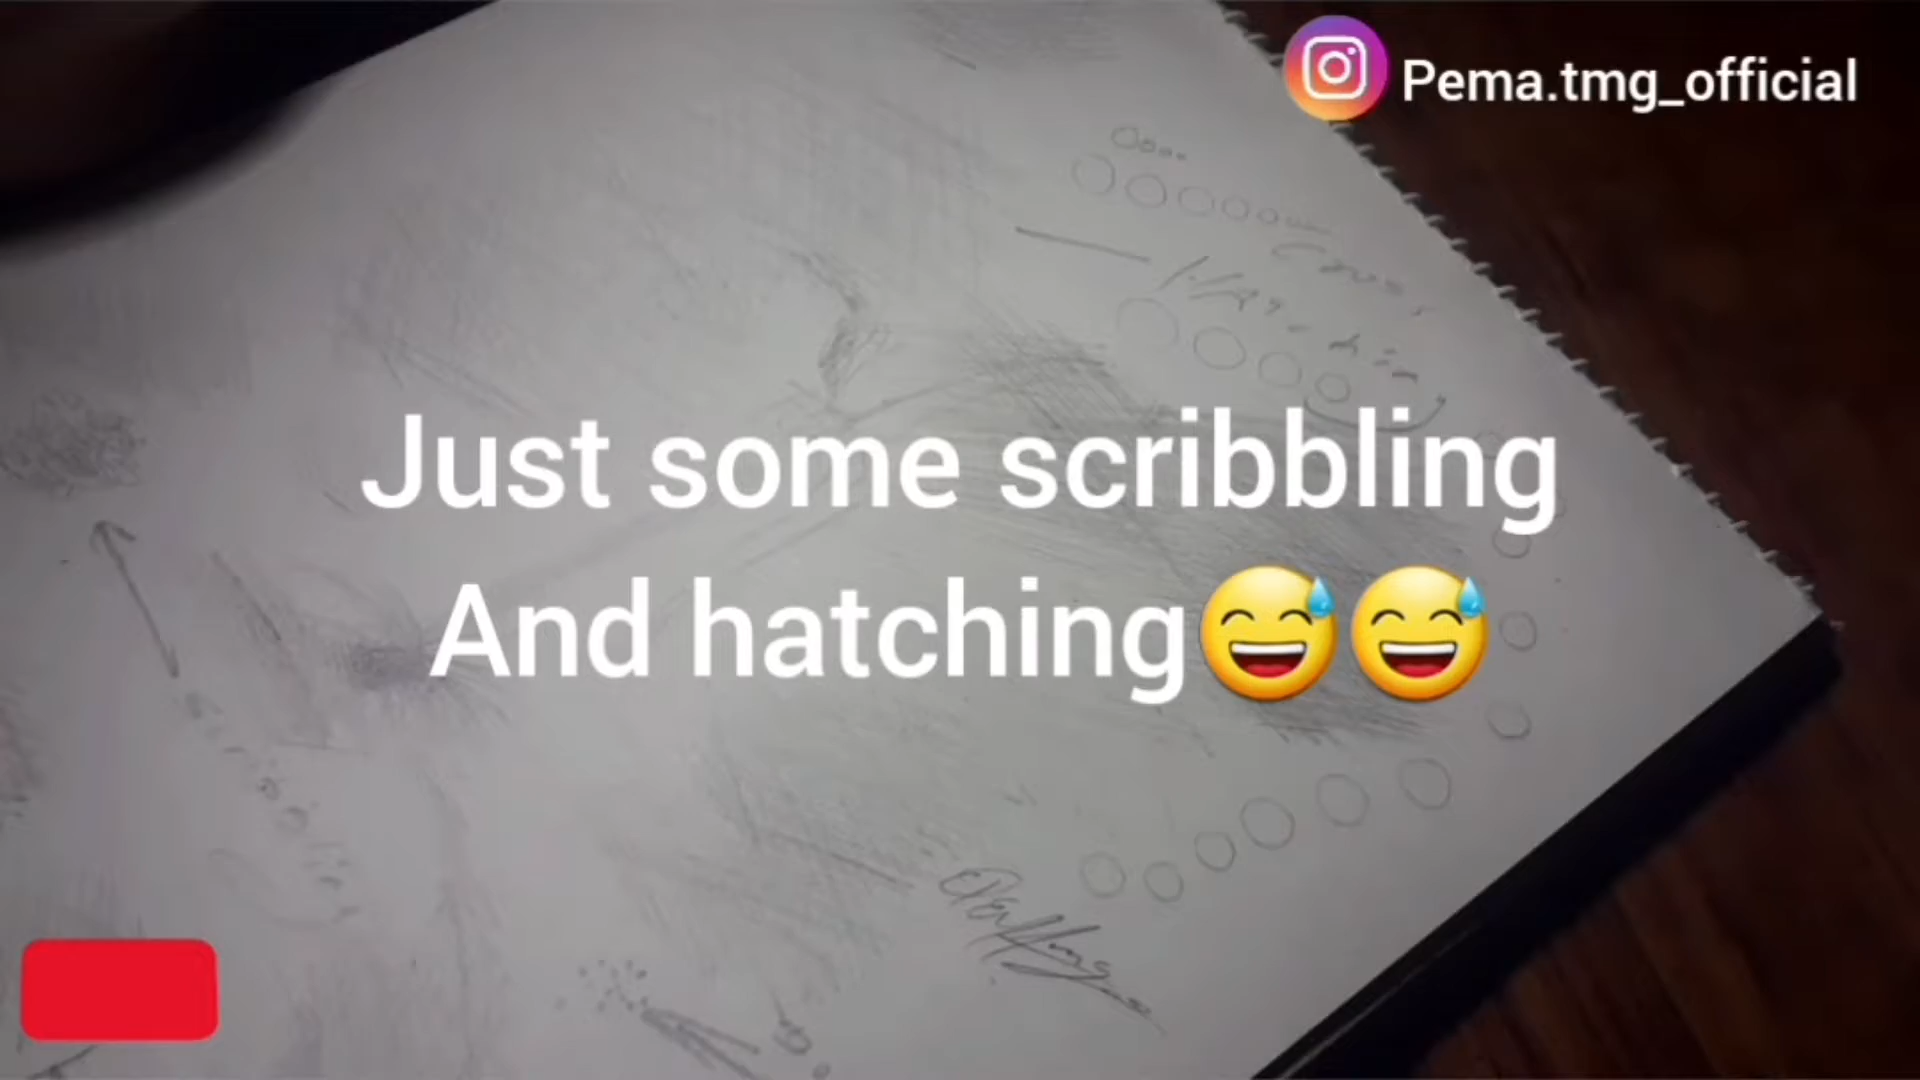 Pema.tmg_official
Just some scribbling
And hatching😅😅